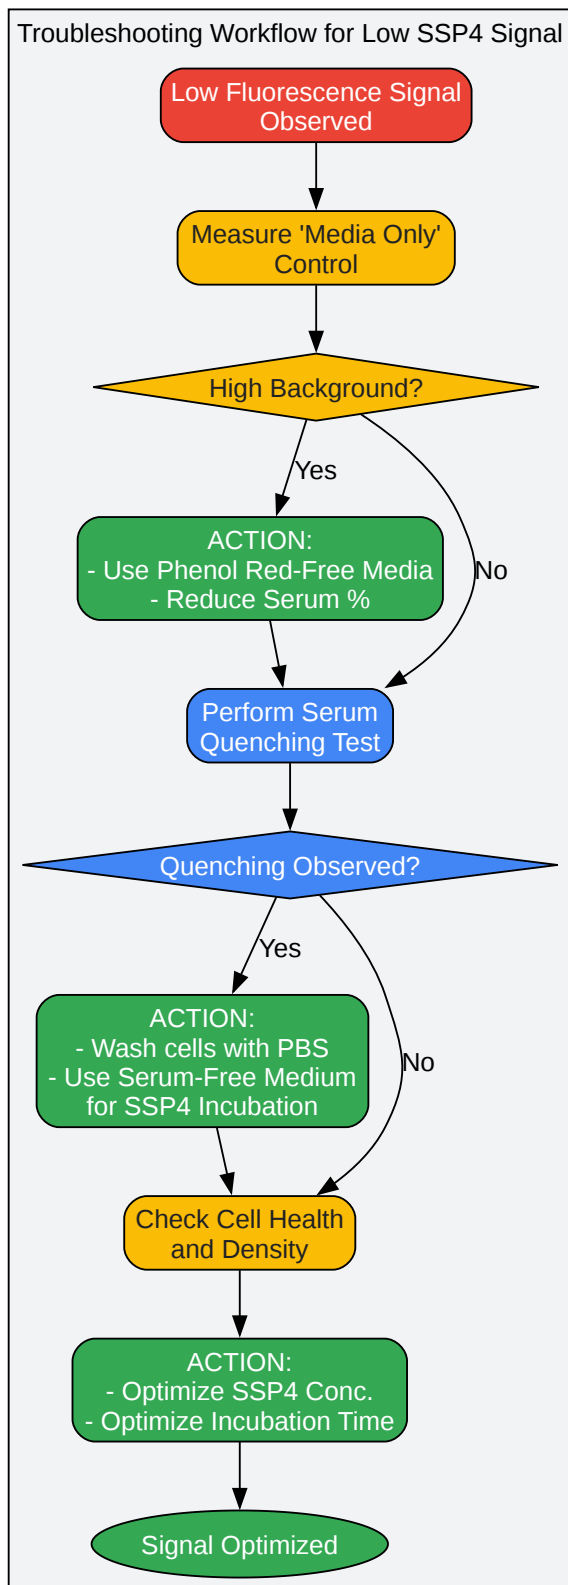 Troubleshooting Workflow for Low SSP4 Signal
Low Fluorescence Signal
Observed
Measure 'Media Only'
Control
High Background?
Yes
ACTION:
- Use Phenol Red-Free Media
- Reduce Serum %
No
Perform Serum
Quenching Test
Quenching Observed?
Yes
ACTION:
- Wash cells with PBS
- Use Serum-Free Medium
for SSP4 Incubation
No
Check Cell Health
and Density
ACTION:
- Optimize SSP4 Conc.
- Optimize Incubation Time
Signal Optimized